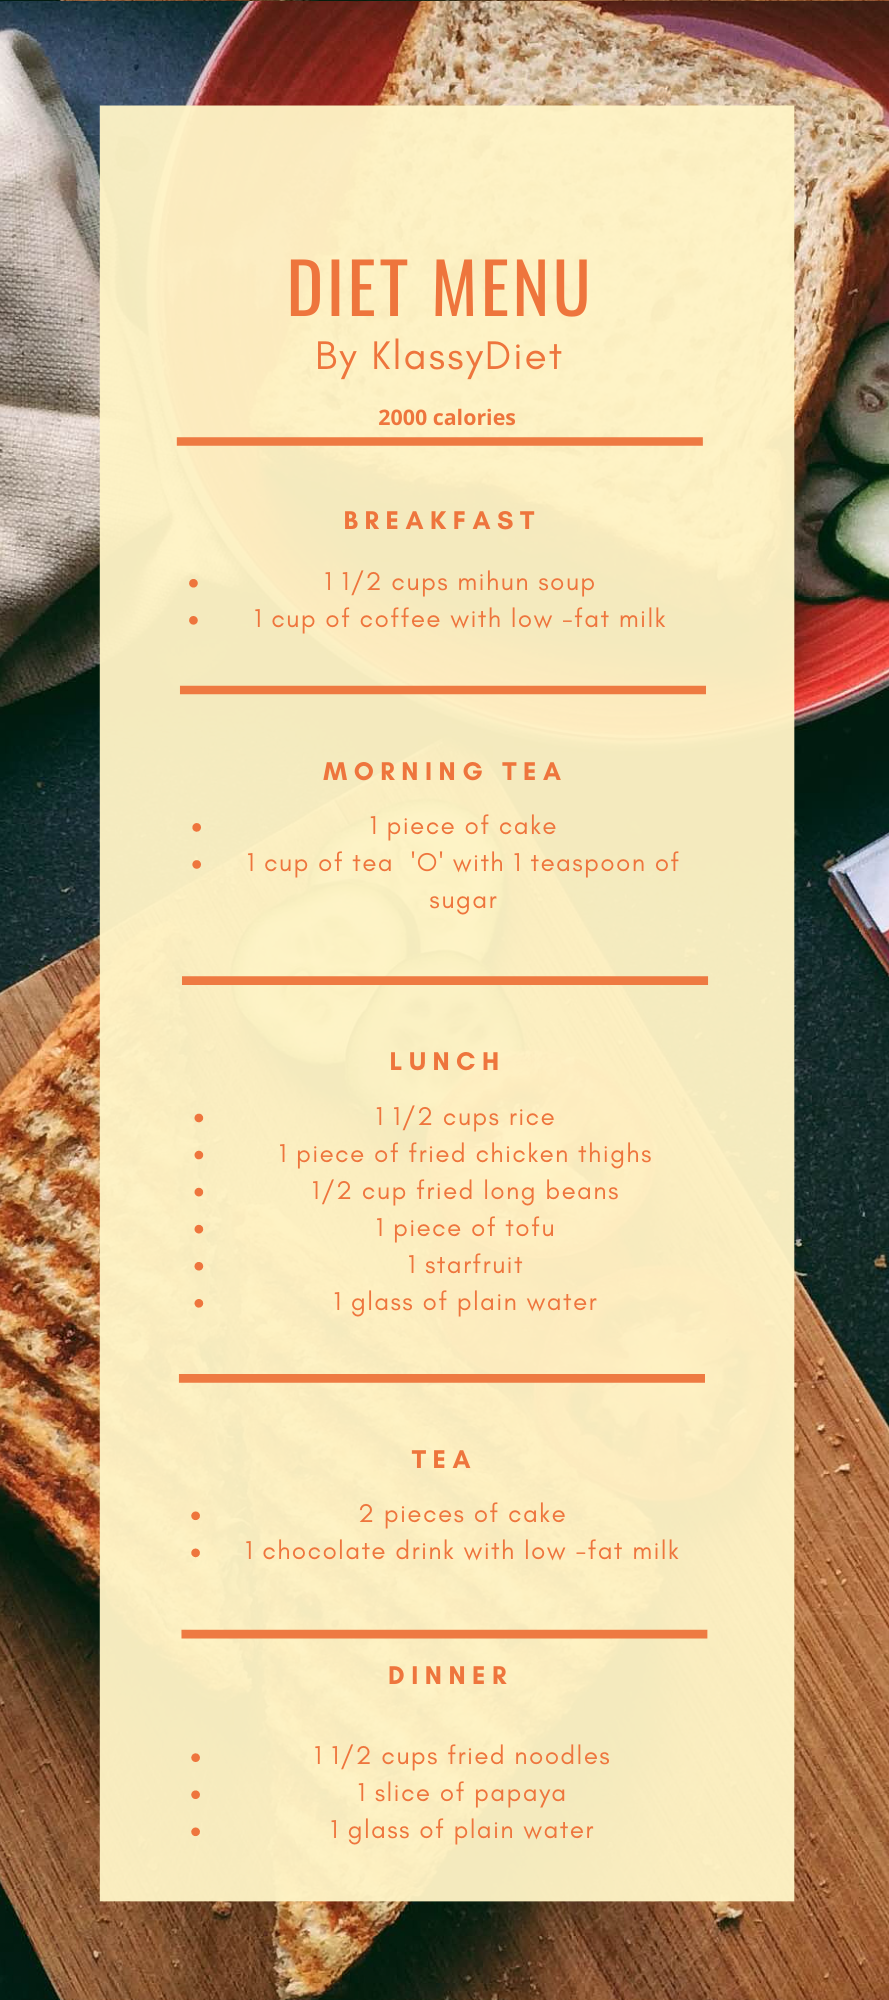 DIET MENU
By KlassyDiet
2000 calories
BREAKFAST
• 1 1/2 cups mihun soup
• 1 cup of coffee with low -fat milk
MORNING TEA
• 1 piece of cake
• 1 cup of tea  'O' with 1 teaspoon of
sugar
LUNCH
• 1 1/2 cups rice
• 1 piece of fried chicken thighs
• 1/2 cup fried long beans
• 1 piece of tofu
• 1 starfruit
• 1 glass of plain water
TEA
• 2 pieces of cake
• 1 chocolate drink with low -fat milk
DINNER
• 1 1/2 cups fried noodles
• 1 slice of papaya
• 1 glass of plain water